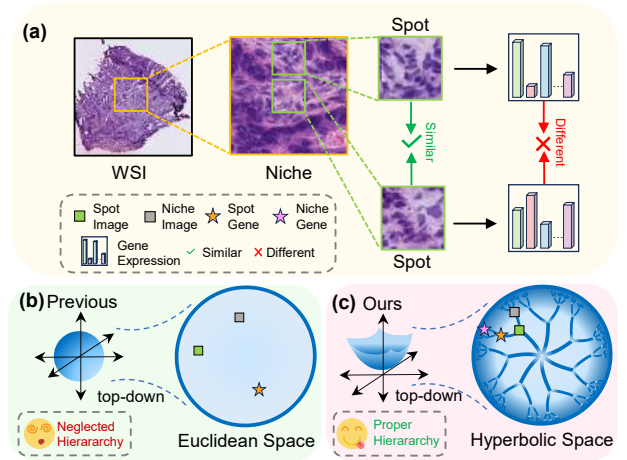 (a)
Spot
Similar
Different
WSI
Niche
Spot
Spot
Image
Niche
Image
Spot
Gene
Niche
Gene
Gene
Expression
Similar
Different
(b) Previous
top-down
Neglected
Hierararchy
Euclidean Space
(c) Ours
top-down
Proper
Hierararchy
Hyperbolic Space